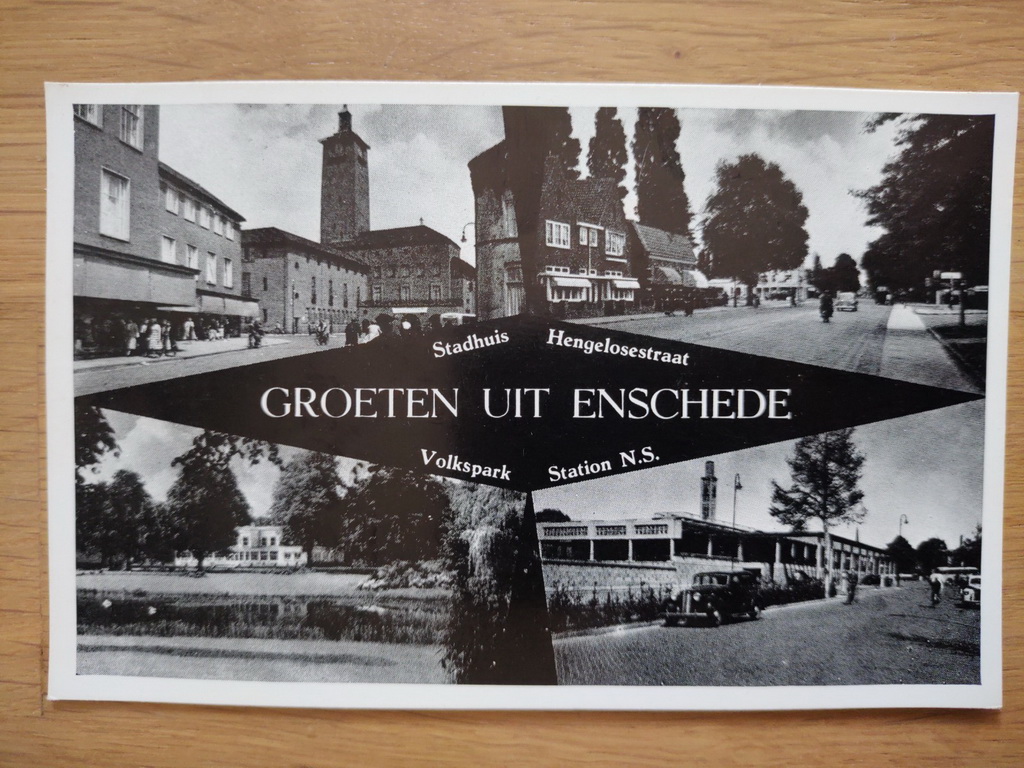 Stadhuis
Hengelosestraat
GROETEN UIT ENSCHEDE
Volkspark
Station N.S.